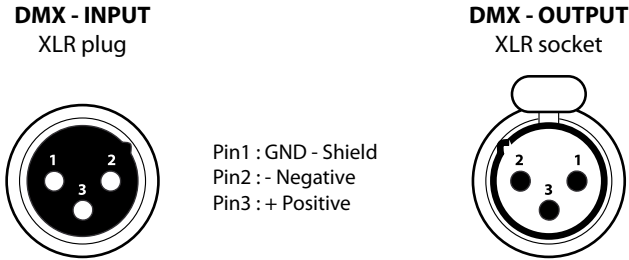 DMX - INPUT
XLR plug
1 2
3
Pin1 : GND - Shield
Pin2 : - Negative
Pin3 : + Positive
DMX - OUTPUT
XLR socket
2 1
3